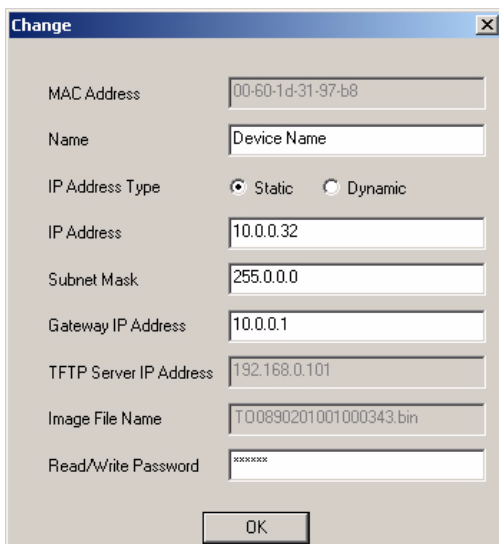 Change
MAC Address 00-60-1d-31-97-b8
Name Device Name
IP Address Type Static Dynamic
IP Address 10.0.0.32
Subnet Mask 255.0.0.0
Gateway IP Address 10.0.0.1
TFTP Server IP Address 192.168.0.101
Image File Name TO0890201001000343.bin
Read/Write Password ******
OK